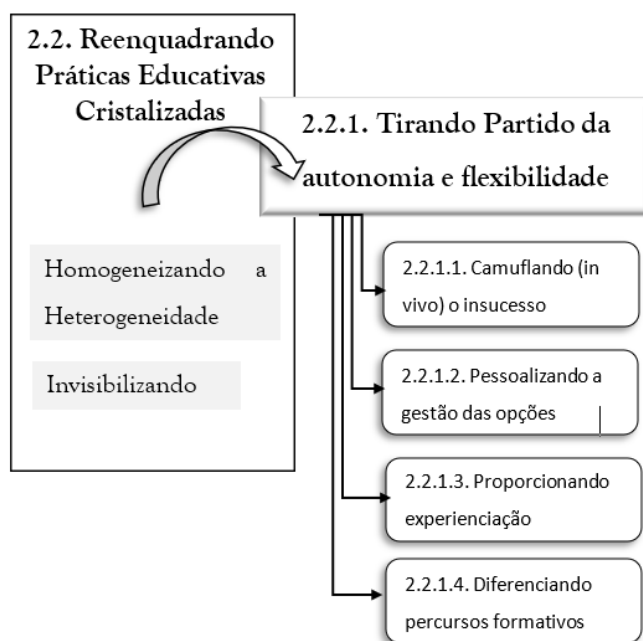 2.2. Reenquadrando
Práticas Educativas
Cristalizadas
2.2.1. Tirando Partido da
autonomia e flexibilidade
Homogeneizando a
Heterogeneidade
Invisibilizando
2.2.1.1. Camuflando (in
vivo) o insucesso
2.2.1.2. Pessoalizando a
gestão das opções
2.2.1.3. Proporcionando
experienciação
2.2.1.4. Diferenciando
percursos formativos